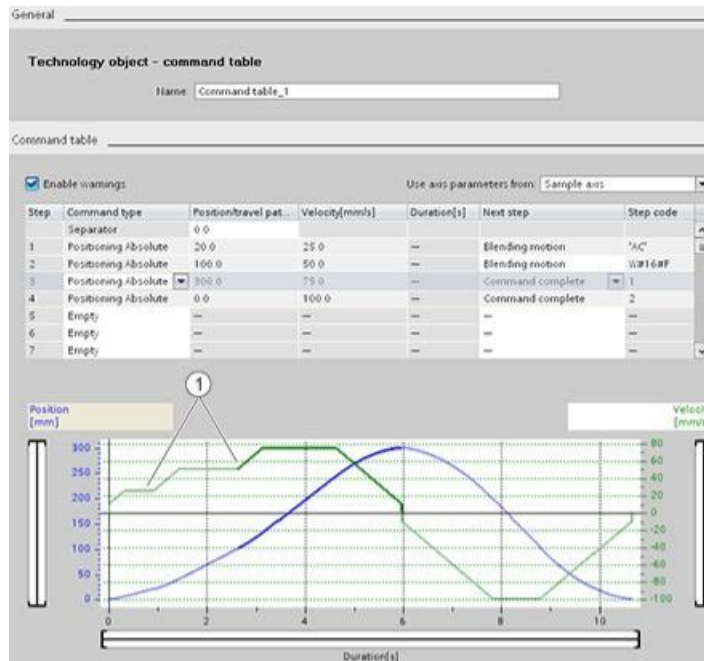 General
Technology object - command table
Name: Command table_1
Command table
Enable warnings
Use axis parameters from: Sample axis
Step Command type Position/travel pat... Velocity[mm/s] Duration[s] Next step Step code
Separator 0.0
1 Positioning Absolute 20.0 25.0 — Blending motion "AC"
2 Positioning Absolute 100.0 50.0 — Blending motion W#16#F
3 Positioning Absolute 300.0 75.0 — Command complete 1
4 Positioning Absolute 0.0 100.0 — Command complete 2
5 Empty — — — — —
6 Empty — — — — —
7 Empty — — — — —
1
Position
[mm]
Velocit
[mm/s
300
250
200
150
100
50
0
80
60
40
20
0
-20
-40
-60
-80
-100
0 2 4 6 8 10
Duration[s]